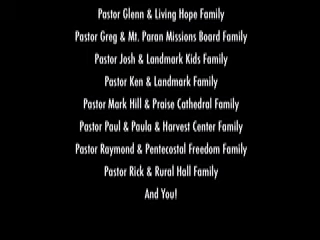 Pastor Glenn & Living Hope Family
Pastor Greg & Mt. Paran Missions Board Family
Pastor Josh & Landmark Kids Family
Pastor Ken & Landmark Family
Pastor Mark Hill & Praise Cathedral Family
Pastor Paul & Paula & Harvest Center Family
Pastor Raymond & Pentecostal Freedom Family
Pastor Rick & Rural Hall Family
And You!